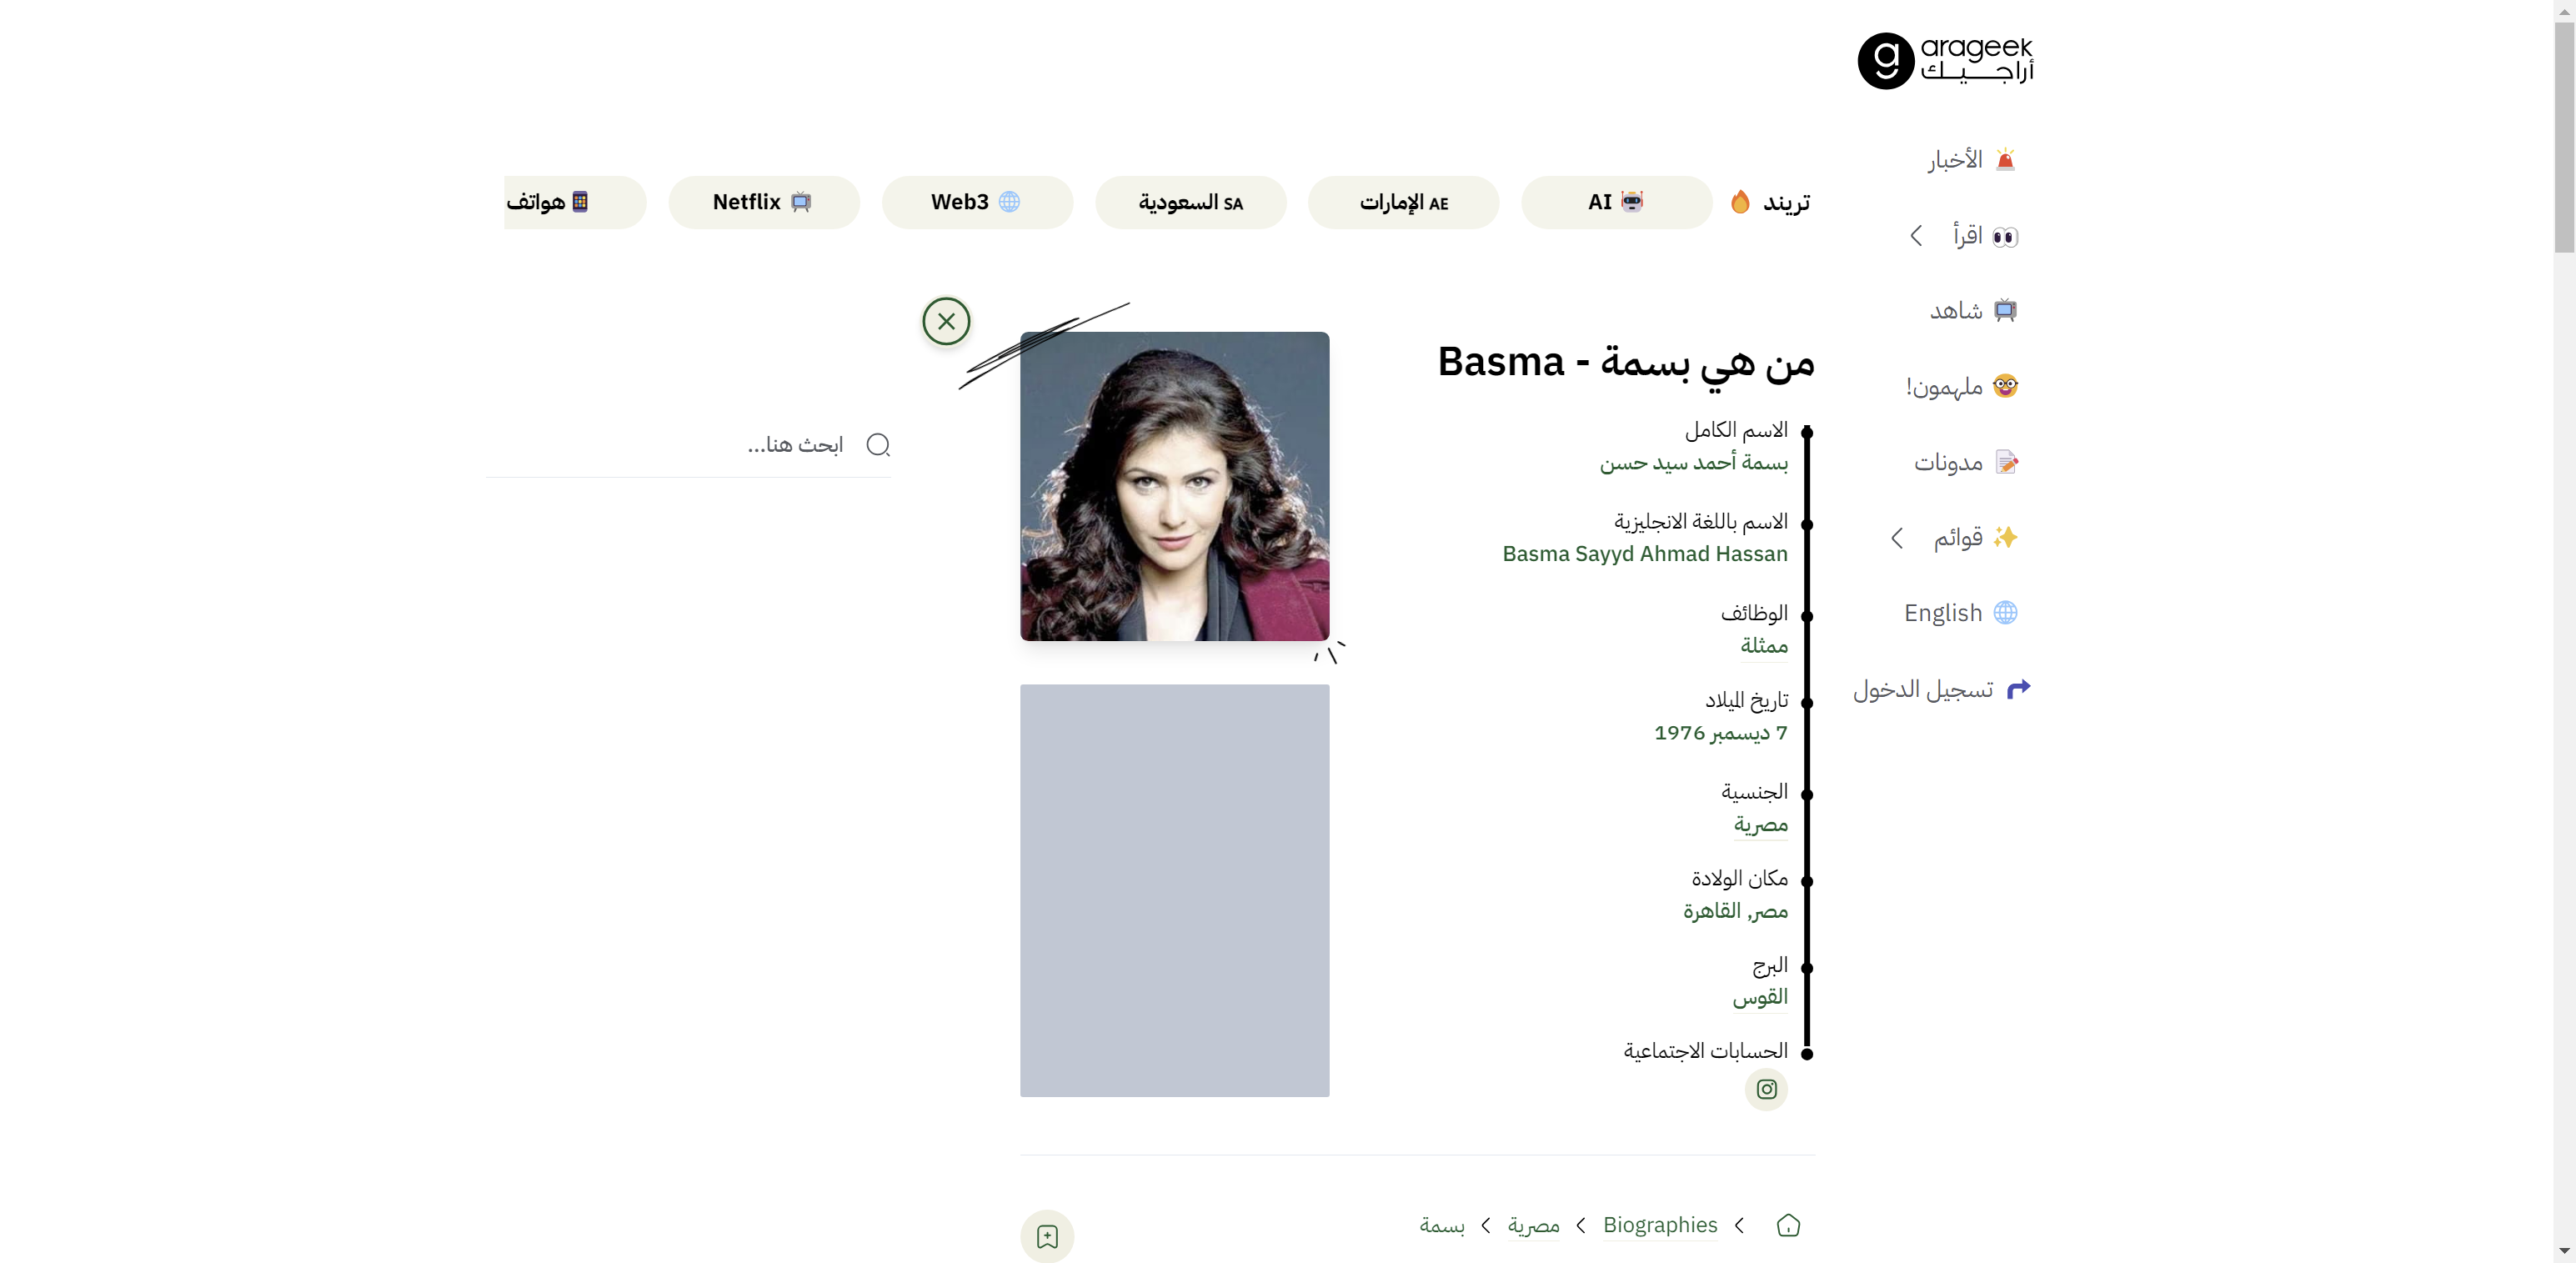 arageek
أراجيـــك
الأخبار
اقرأ
شاهد
ملهمون!
مدونات
قوائم
English
تسجيل الدخول
تريند
AI
AE الإمارات
SA السعودية
Web3
Netflix
هواتف
من هي بسمة - Basma
الاسم الكامل
بسمة أحمد سيد حسن
الاسم باللغة الانجليزية
Basma Sayyd Ahmad Hassan
الوظائف
ممثلة
تاريخ الميلاد
7 ديسمبر 1976
الجنسية
مصرية
مكان الولادة
مصر, القاهرة
البرج
القوس
الحسابات الاجتماعية
Biographies
مصرية
بسمة
ابحث هنا...